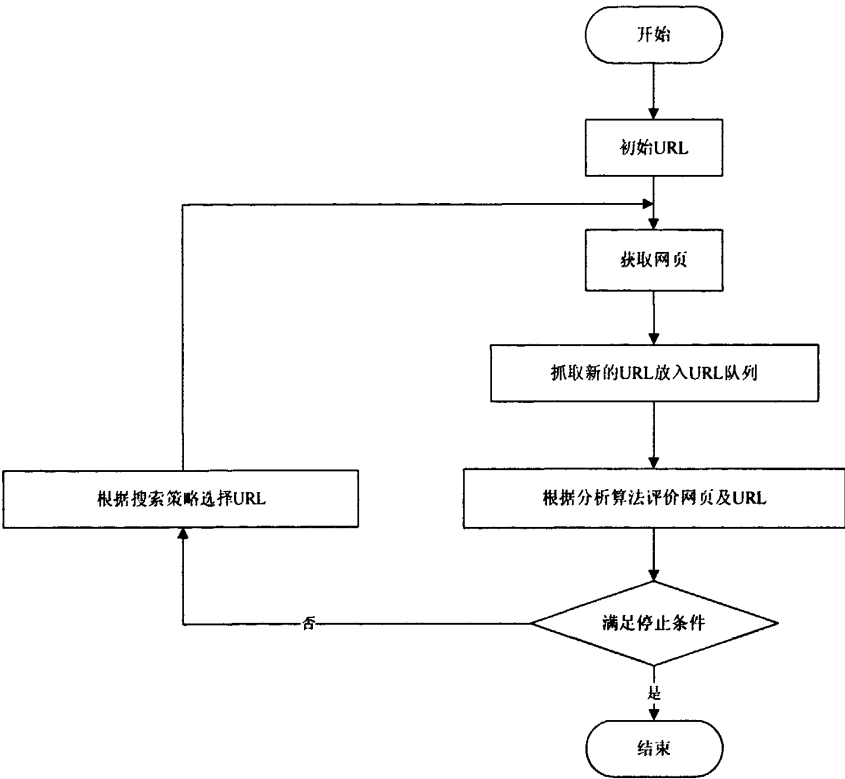 开始
初始URL
获取网页
抓取新的URL放入URL队列
根据搜索策略选择URL
根据分析算法评价网页及URL
否
满足停止条件
是
结束